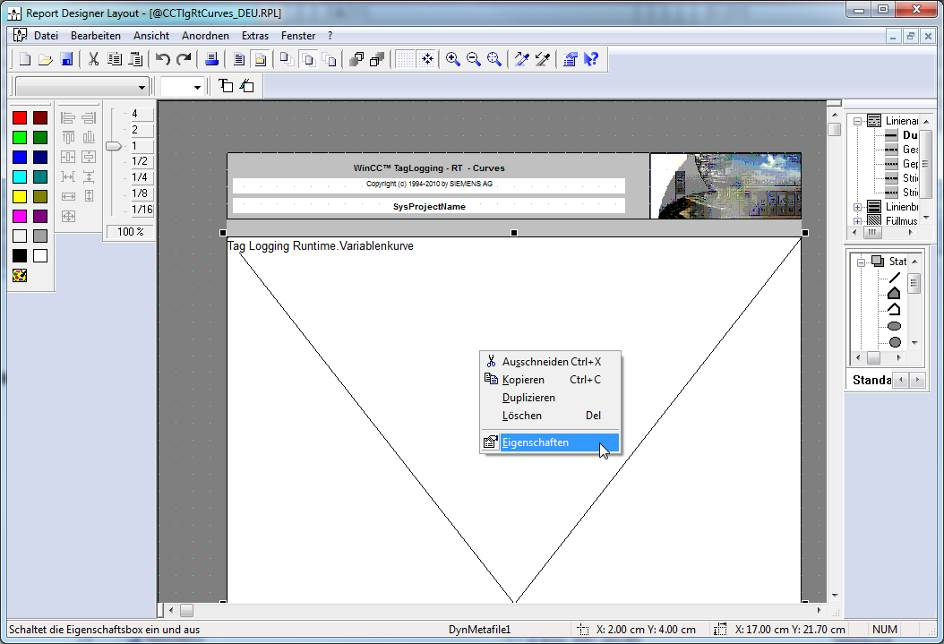 Report Designer Layout - [@CCTlgRtCurves_DEU.RPL]
Datei Bearbeiten Ansicht Anordnen Extras Fenster ?
4
2
1
1/2
1/4
1/8
1/16
100 %
WinCC™ TagLogging - RT - Curves
Copyright (c) 1994-2010 by SIEMENS AG
SysProjectName
Tag Logging Runtime.Variablenkurve
Ausschneiden Ctrl+X
Kopieren Ctrl+C
Duplizieren
Löschen Del
Eigenschaften
Linienar
Du
Ges
Gep
Stric
Stric
Linienbr
Füllmus
Stat
Standa
Schaltet die Eigenschaftsbox ein und aus
DynMetafile1
X: 2.00 cm Y: 4.00 cm
X: 17.00 cm Y: 21.70 cm
NUM